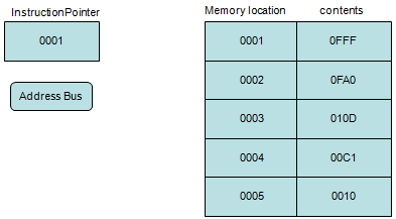 InstructionPointer
0001
Address Bus
Memory location contents
0001 0FFF
0002 0FA0
0003 010D
0004 00C1
0005 0010